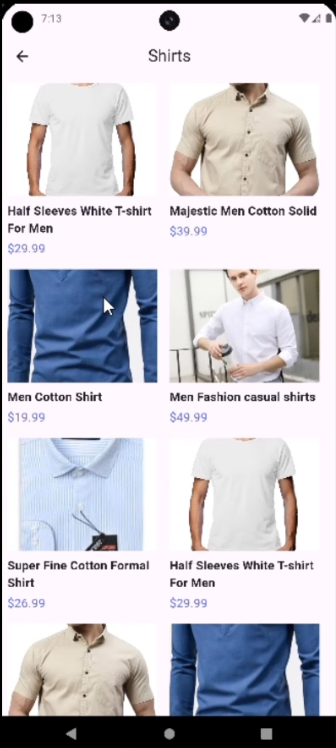 7:13
Shirts
Half Sleeves White T-shirt
For Men
$29.99
Majestic Men Cotton Solid
$39.99
Men Cotton Shirt
$19.99
Men Fashion casual shirts
$49.99
Super Fine Cotton Formal
Shirt
$26.99
Half Sleeves White T-shirt
For Men
$29.99